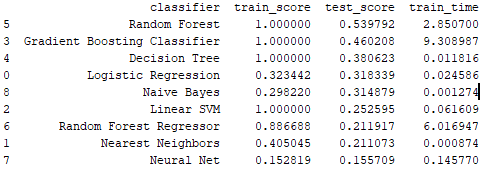 classifier train_score test_score train_time
5 Random Forest 1.000000 0.539792 2.850700
3 Gradient Boosting Classifier 1.000000 0.460208 9.308987
4 Decision Tree 1.000000 0.380623 0.011816
0 Logistic Regression 0.323442 0.318339 0.024586
8 Naive Bayes 0.298220 0.314879 0.001274
2 Linear SVM 1.000000 0.252595 0.061609
6 Random Forest Regressor 0.886688 0.211917 6.016947
1 Nearest Neighbors 0.405045 0.211073 0.000874
7 Neural Net 0.152819 0.155709 0.145770